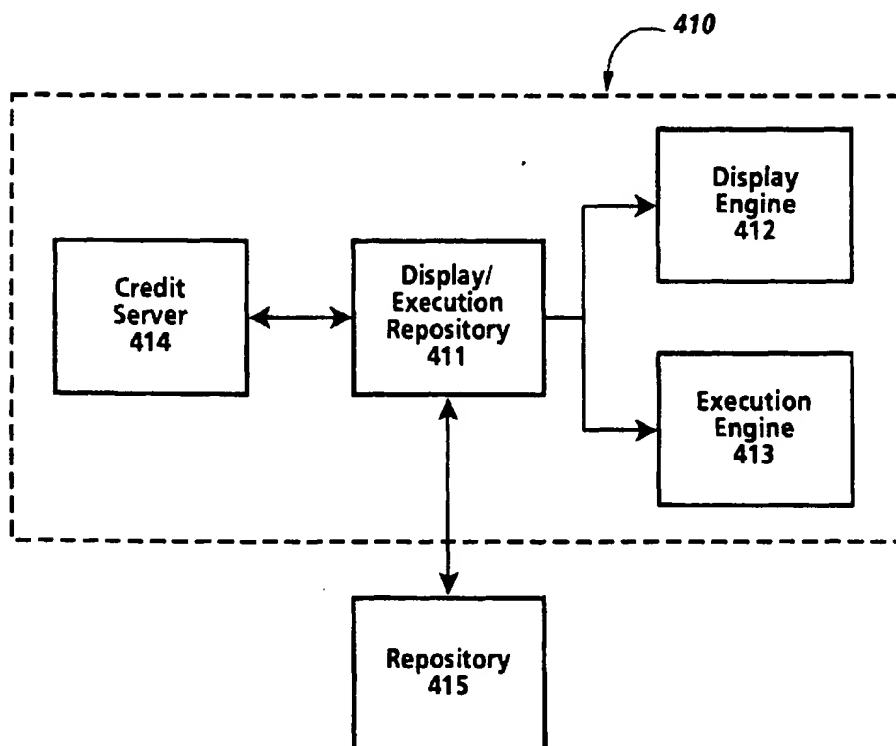 410
Display
Engine
412
Credit
Server
414
Display/
Execution
Repository
411
Execution
Engine
413
Repository
415